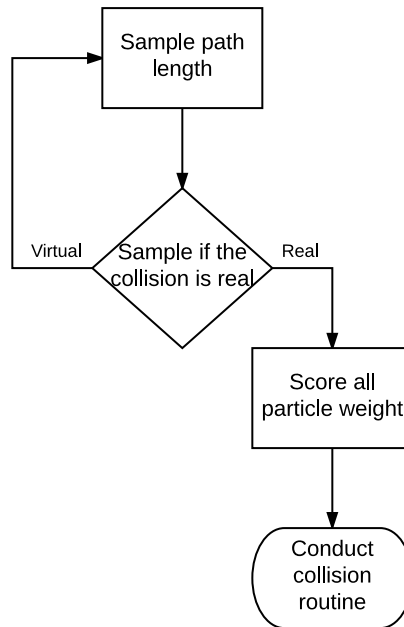 Sample path
length
Virtual
Sample if the
collision is real
Real
Score all
particle weight
Conduct
collision
routine